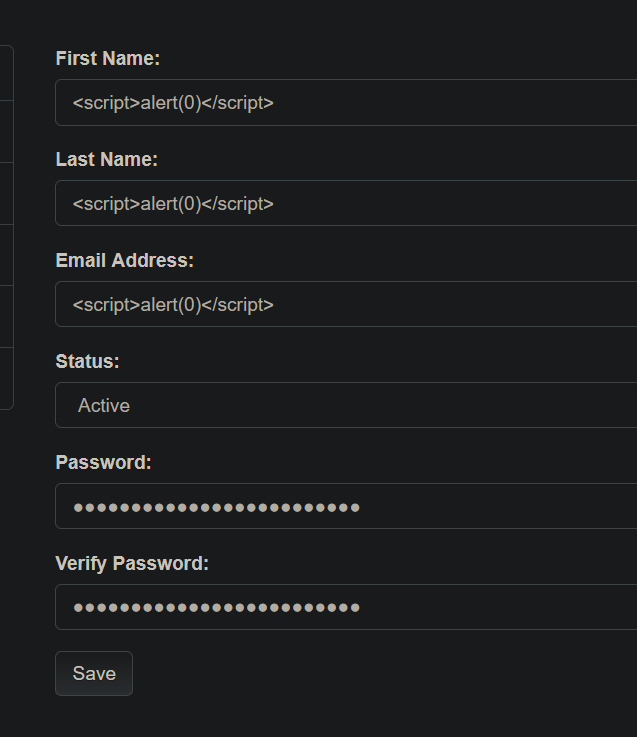 First Name:
<script>alert(0)</script>
Last Name:
<script>alert(0)</script>
Email Address:
<script>alert(0)</script>
Status:
Active
Password:
●●●●●●●●●●●●●●●●●●●●●●●●●
Verify Password:
●●●●●●●●●●●●●●●●●●●●●●●●●
Save